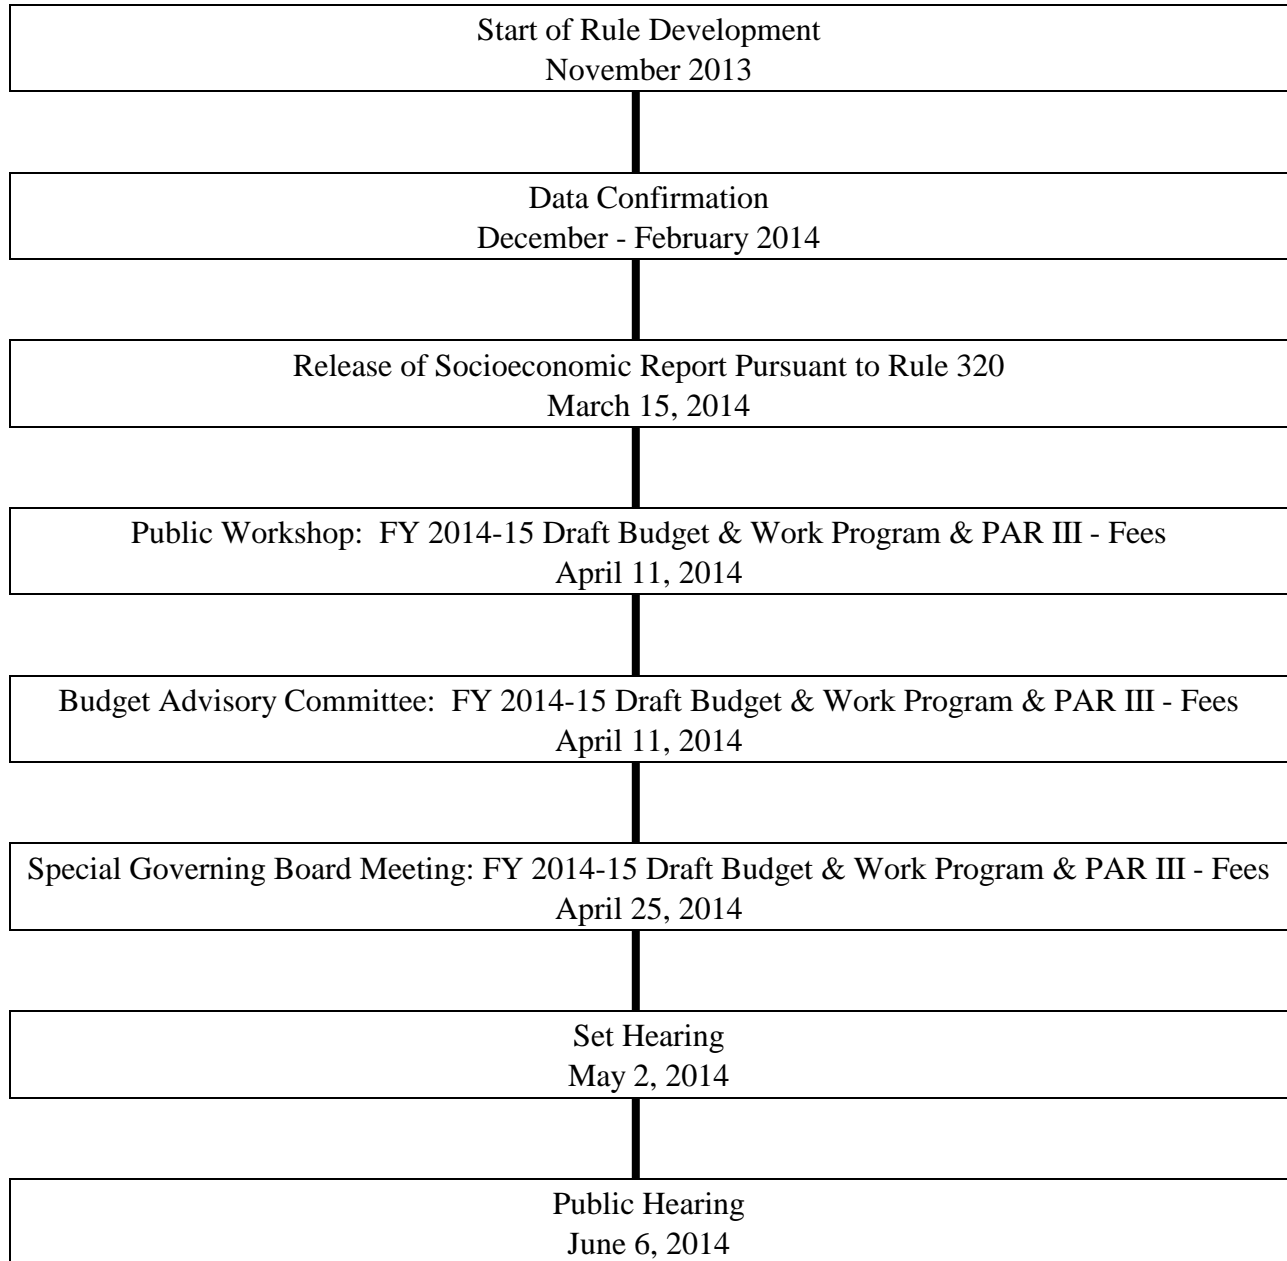 Start of Rule Development
November 2013
Data Confirmation
December - February 2014
Release of Socioeconomic Report Pursuant to Rule 320
March 15, 2014
Public Workshop:  FY 2014-15 Draft Budget & Work Program & PAR III - Fees
April 11, 2014
Budget Advisory Committee:  FY 2014-15 Draft Budget & Work Program & PAR III - Fees
April 11, 2014
Special Governing Board Meeting: FY 2014-15 Draft Budget & Work Program & PAR III - Fees
April 25, 2014
Set Hearing
May 2, 2014
Public Hearing
June 6, 2014